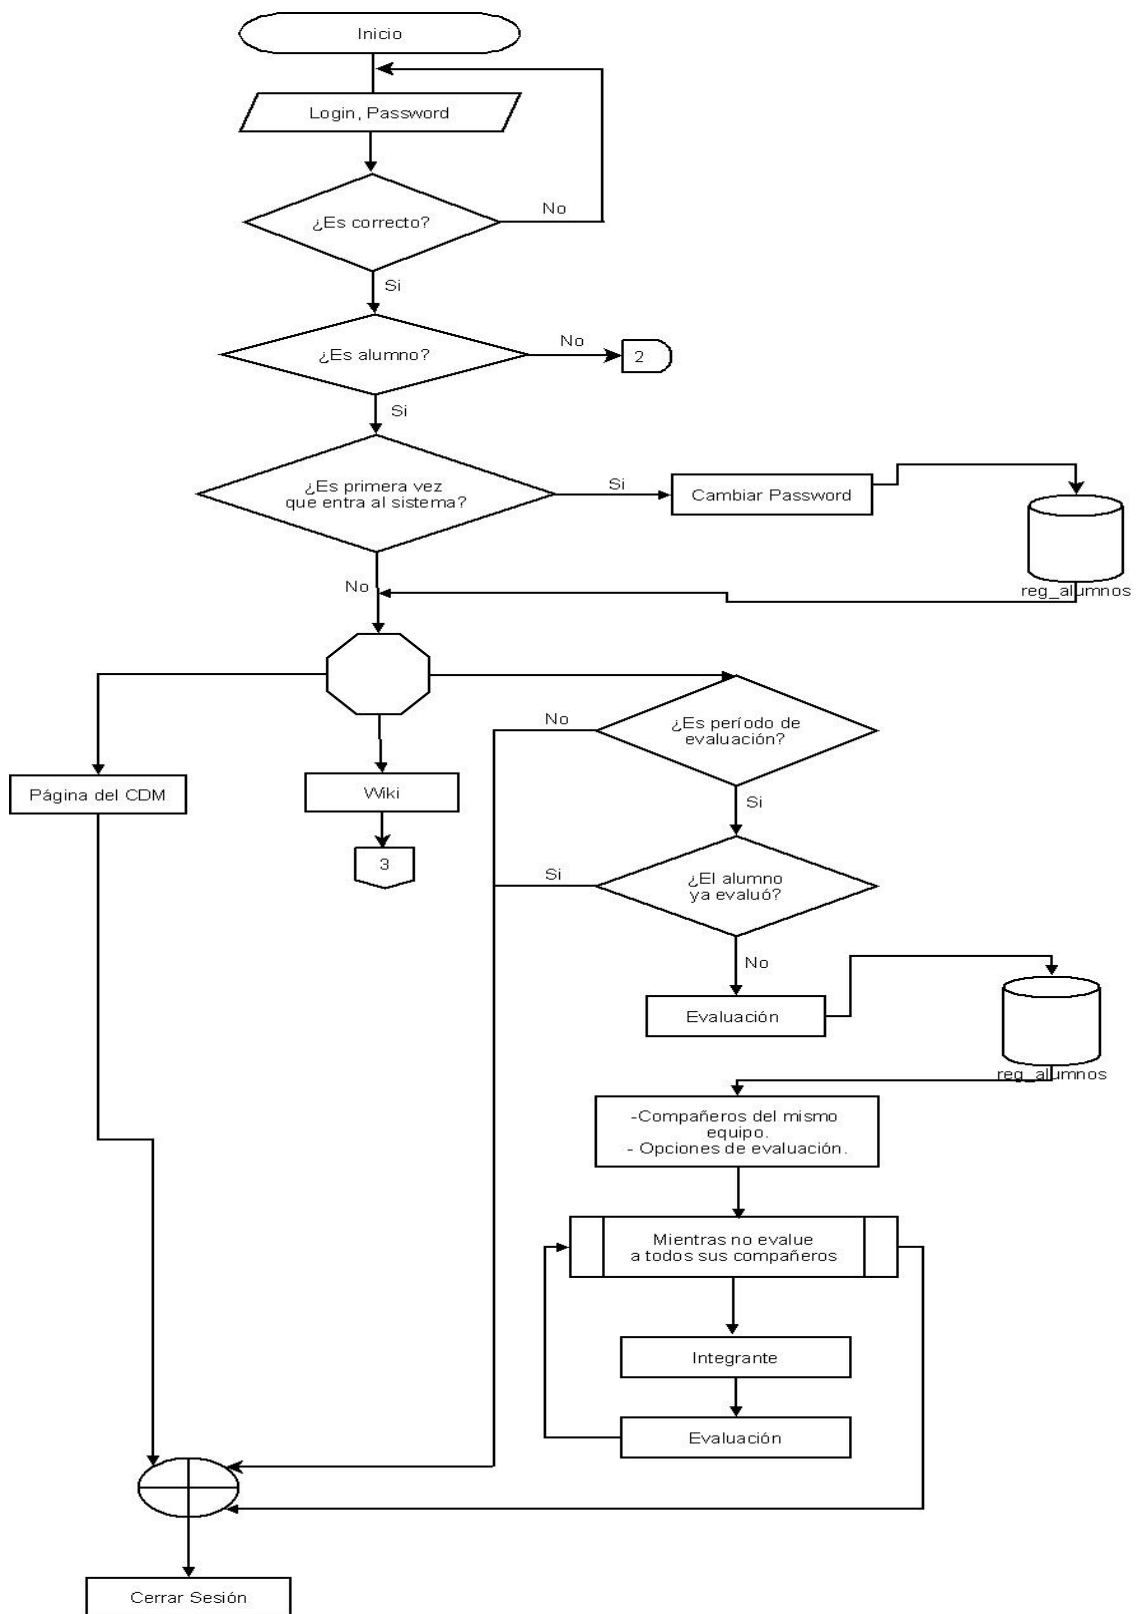 Inicio
Login, Password
¿Es correcto?
No
Si
¿Es alumno?
No
2
Si
¿Es primera vez
que entra al sistema?
Si
Cambiar Password
reg_alumnos
No
¿Es período de
evaluación?
No
Si
Página del CDM
Wiki
3
¿El alumno
ya evaluó?
Si
No
Evaluación
reg_alumnos
-Compañeros del mismo
equipo.
- Opciones de evaluación.
Mientras no evalue
a todos sus compañeros
Integrante
Evaluación
Cerrar Sesión